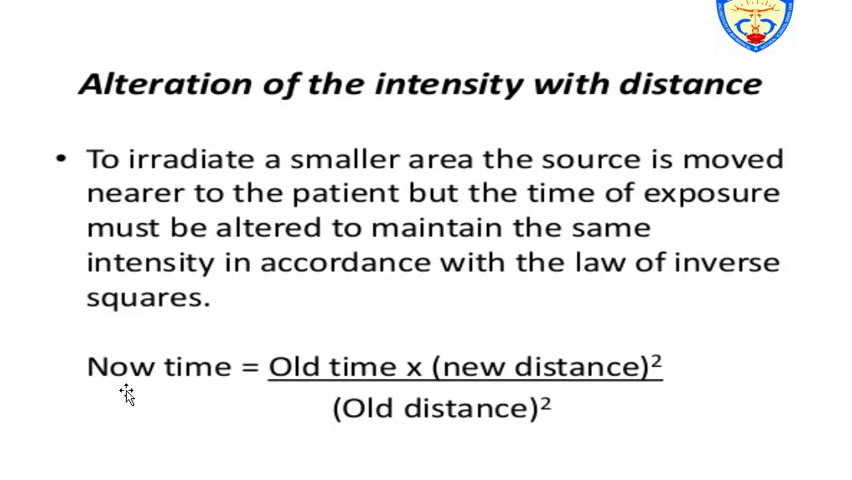 Alteration of the intensity with distance
• To irradiate a smaller area the source is moved
nearer to the patient but the time of exposure
must be altered to maintain the same
intensity in accordance with the law of inverse
squares.
Now time = Old time x (new distance)²
(Old distance)²